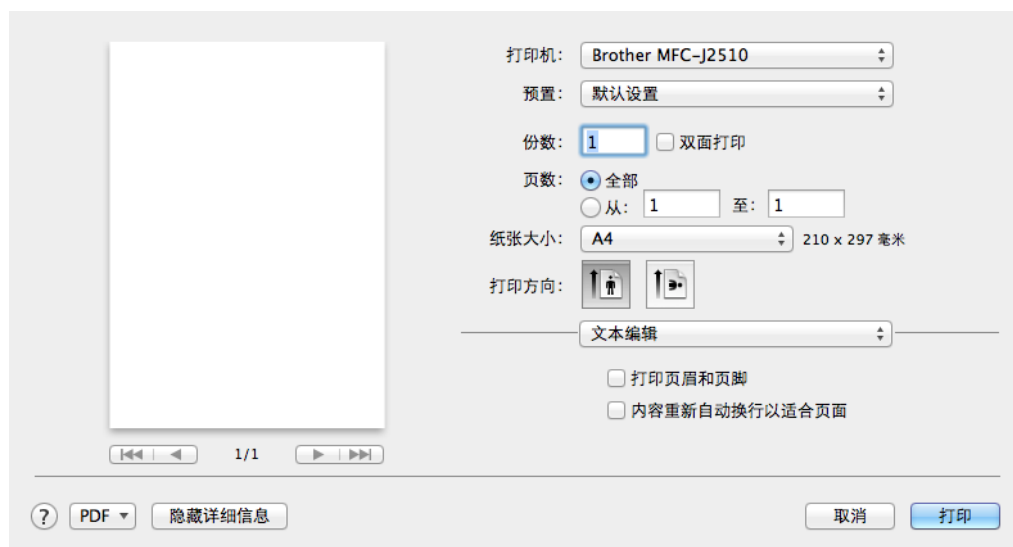 打印机： Brother MFC-J2510
预置： 默认设置
份数： 1 双面打印
页数： 全部
从： 1 至： 1
纸张大小： A4 210 x 297 毫米
打印方向：
文本编辑
打印页眉和页脚
内容重新自动换行以适合页面
1/1
? PDF 隐藏详细信息 取消 打印